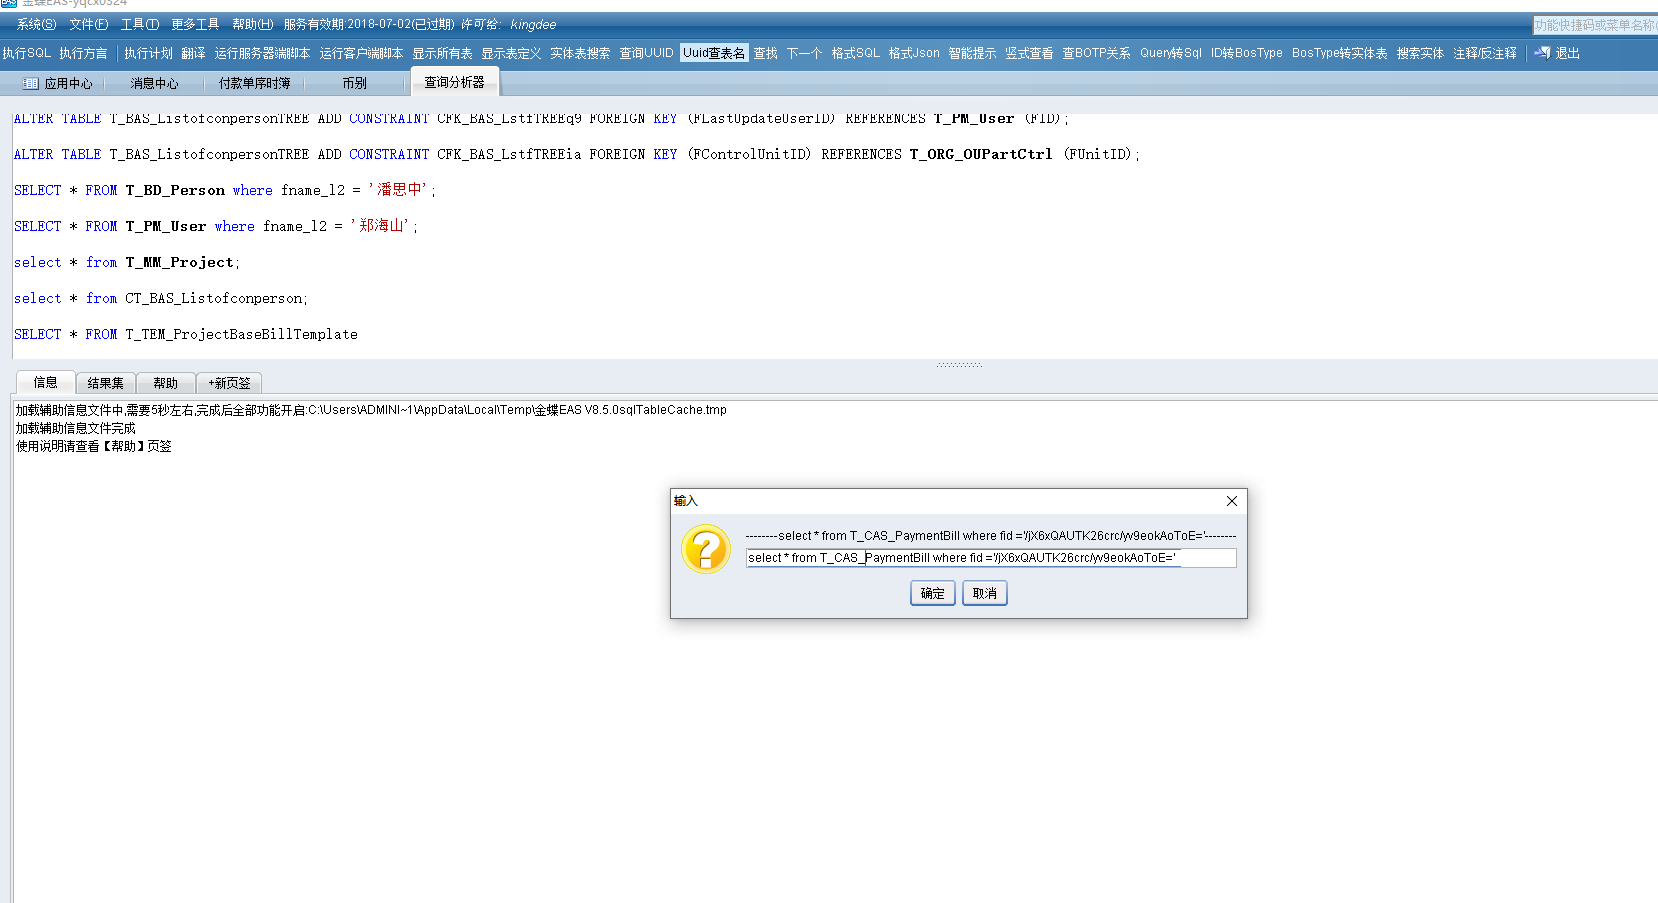 金蝶EAS-yqcx0324
系统(S) 文件(F) 工具(T) 更多工具 帮助(H) 服务有效期:2018-07-02(已过期) 许可给: kingdee
功能快捷码或菜单名称
执行SQL 执行方言 执行计划 翻译 运行服务器端脚本 运行客户端脚本 显示所有表 显示表定义 实体表搜索 查询UUID Uuid查表名 查找 下一个 格式SQL 格式Json 智能提示 竖式查看 查BOTP关系 Query转Sql ID转BosType BosType转实体表 搜索实体 注释/反注释 退出
应用中心 消息中心 付款单序时簿 币别 查询分析器
ALTER TABLE T_BAS_ListofconpersonTREE ADD CONSTRAINT CFK_BAS_LstfTREEq9 FOREIGN KEY (FLastUpdateUserID) REFERENCES T_PM_User (FID);
ALTER TABLE T_BAS_ListofconpersonTREE ADD CONSTRAINT CFK_BAS_LstfTREEia FOREIGN KEY (FControlUnitID) REFERENCES T_ORG_OUPartCtrl (FUnitID);
SELECT * FROM T_BD_Person where fname_l2 = '潘思中';
SELECT * FROM T_PM_User where fname_l2 = '郑海山';
select * from T_MM_Project;
select * from CT_BAS_Listofconperson;
SELECT * FROM T_TEM_ProjectBaseBillTemplate
信息 结果集 帮助 +新页签
加载辅助信息文件中,需要5秒左右,完成后全部功能开启:C:\Users\ADMINI~1\AppData\Local\Temp\金蝶EAS V8.5.0sqlTableCache.tmp
加载辅助信息文件完成
使用说明请查看【帮助】页签
输入
--------select * from T_CAS_PaymentBill where fid ='/jX6xQAUTK26crc/yv9eokAoToE='--------
select * from T_CAS_PaymentBill where fid ='/jX6xQAUTK26crc/yv9eokAoToE='
确定 取消